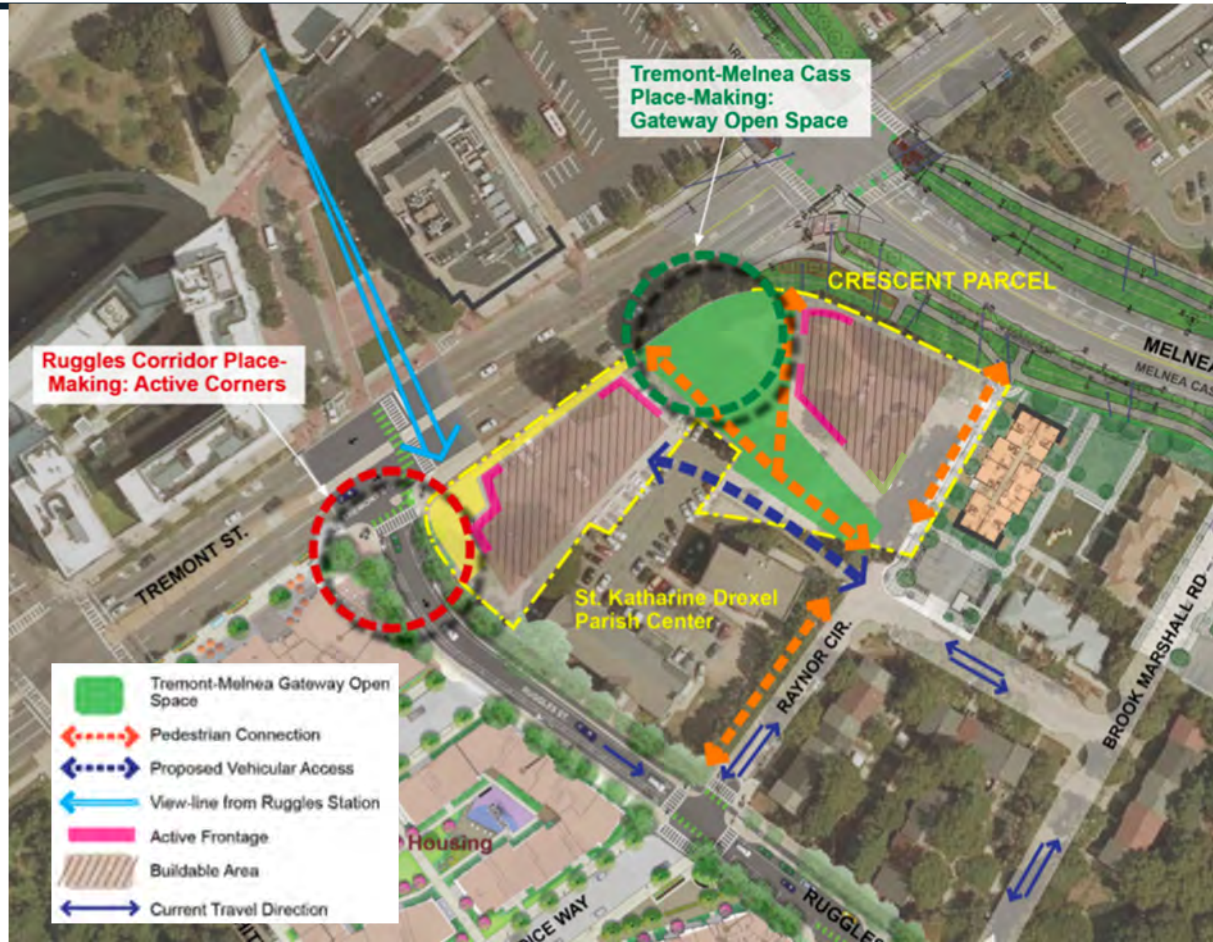 Tremont-Melnea Cass
Place-Making:
Gateway Open Space
CRESCENT PARCEL
MELNEA
MELNEA CAS
Ruggles Corridor Place-
Making: Active Corners
TREMONT ST.
St. Katharine Drexel
Parish Center
RAYNOR CIR.
BROOK MARSHALL RD
RUGGLES ST.
Housing
RUGGLES
Tremont-Melnea Gateway Open
Space
Pedestrian Connection
Proposed Vehicular Access
View-line from Ruggles Station
Active Frontage
Buildable Area
Current Travel Direction